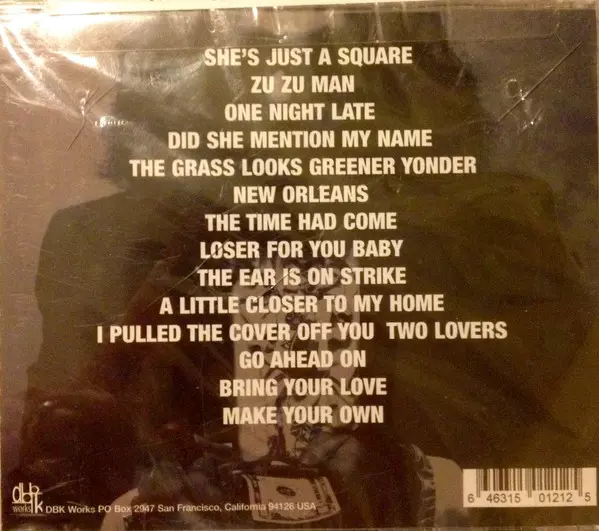 SHE'S JUST A SQUARE
ZU ZU MAN
ONE NIGHT LATE
DID SHE MENTION MY NAME
THE GRASS LOOKS GREENER YONDER
NEW ORLEANS
THE TIME HAD COME
LOSER FOR YOU BABY
THE EAR IS ON STRIKE
A LITTLE CLOSER TO MY HOME
I PULLED THE COVER OFF YOU TWO LOVERS
GO AHEAD ON
BRING YOUR LOVE
MAKE YOUR OWN
dbk
works DBK Works PO Box 2947 San Francisco, California 94126 USA
6 46315 01212 5